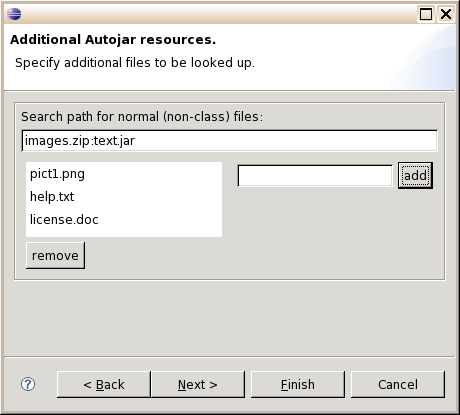 Additional Autojar resources.
Specify additional files to be looked up.
Search path for normal (non-class) files:
images.zip:text.jar
pict1.png
add
help.txt
license.doc
remove
? < Back Next > Finish Cancel